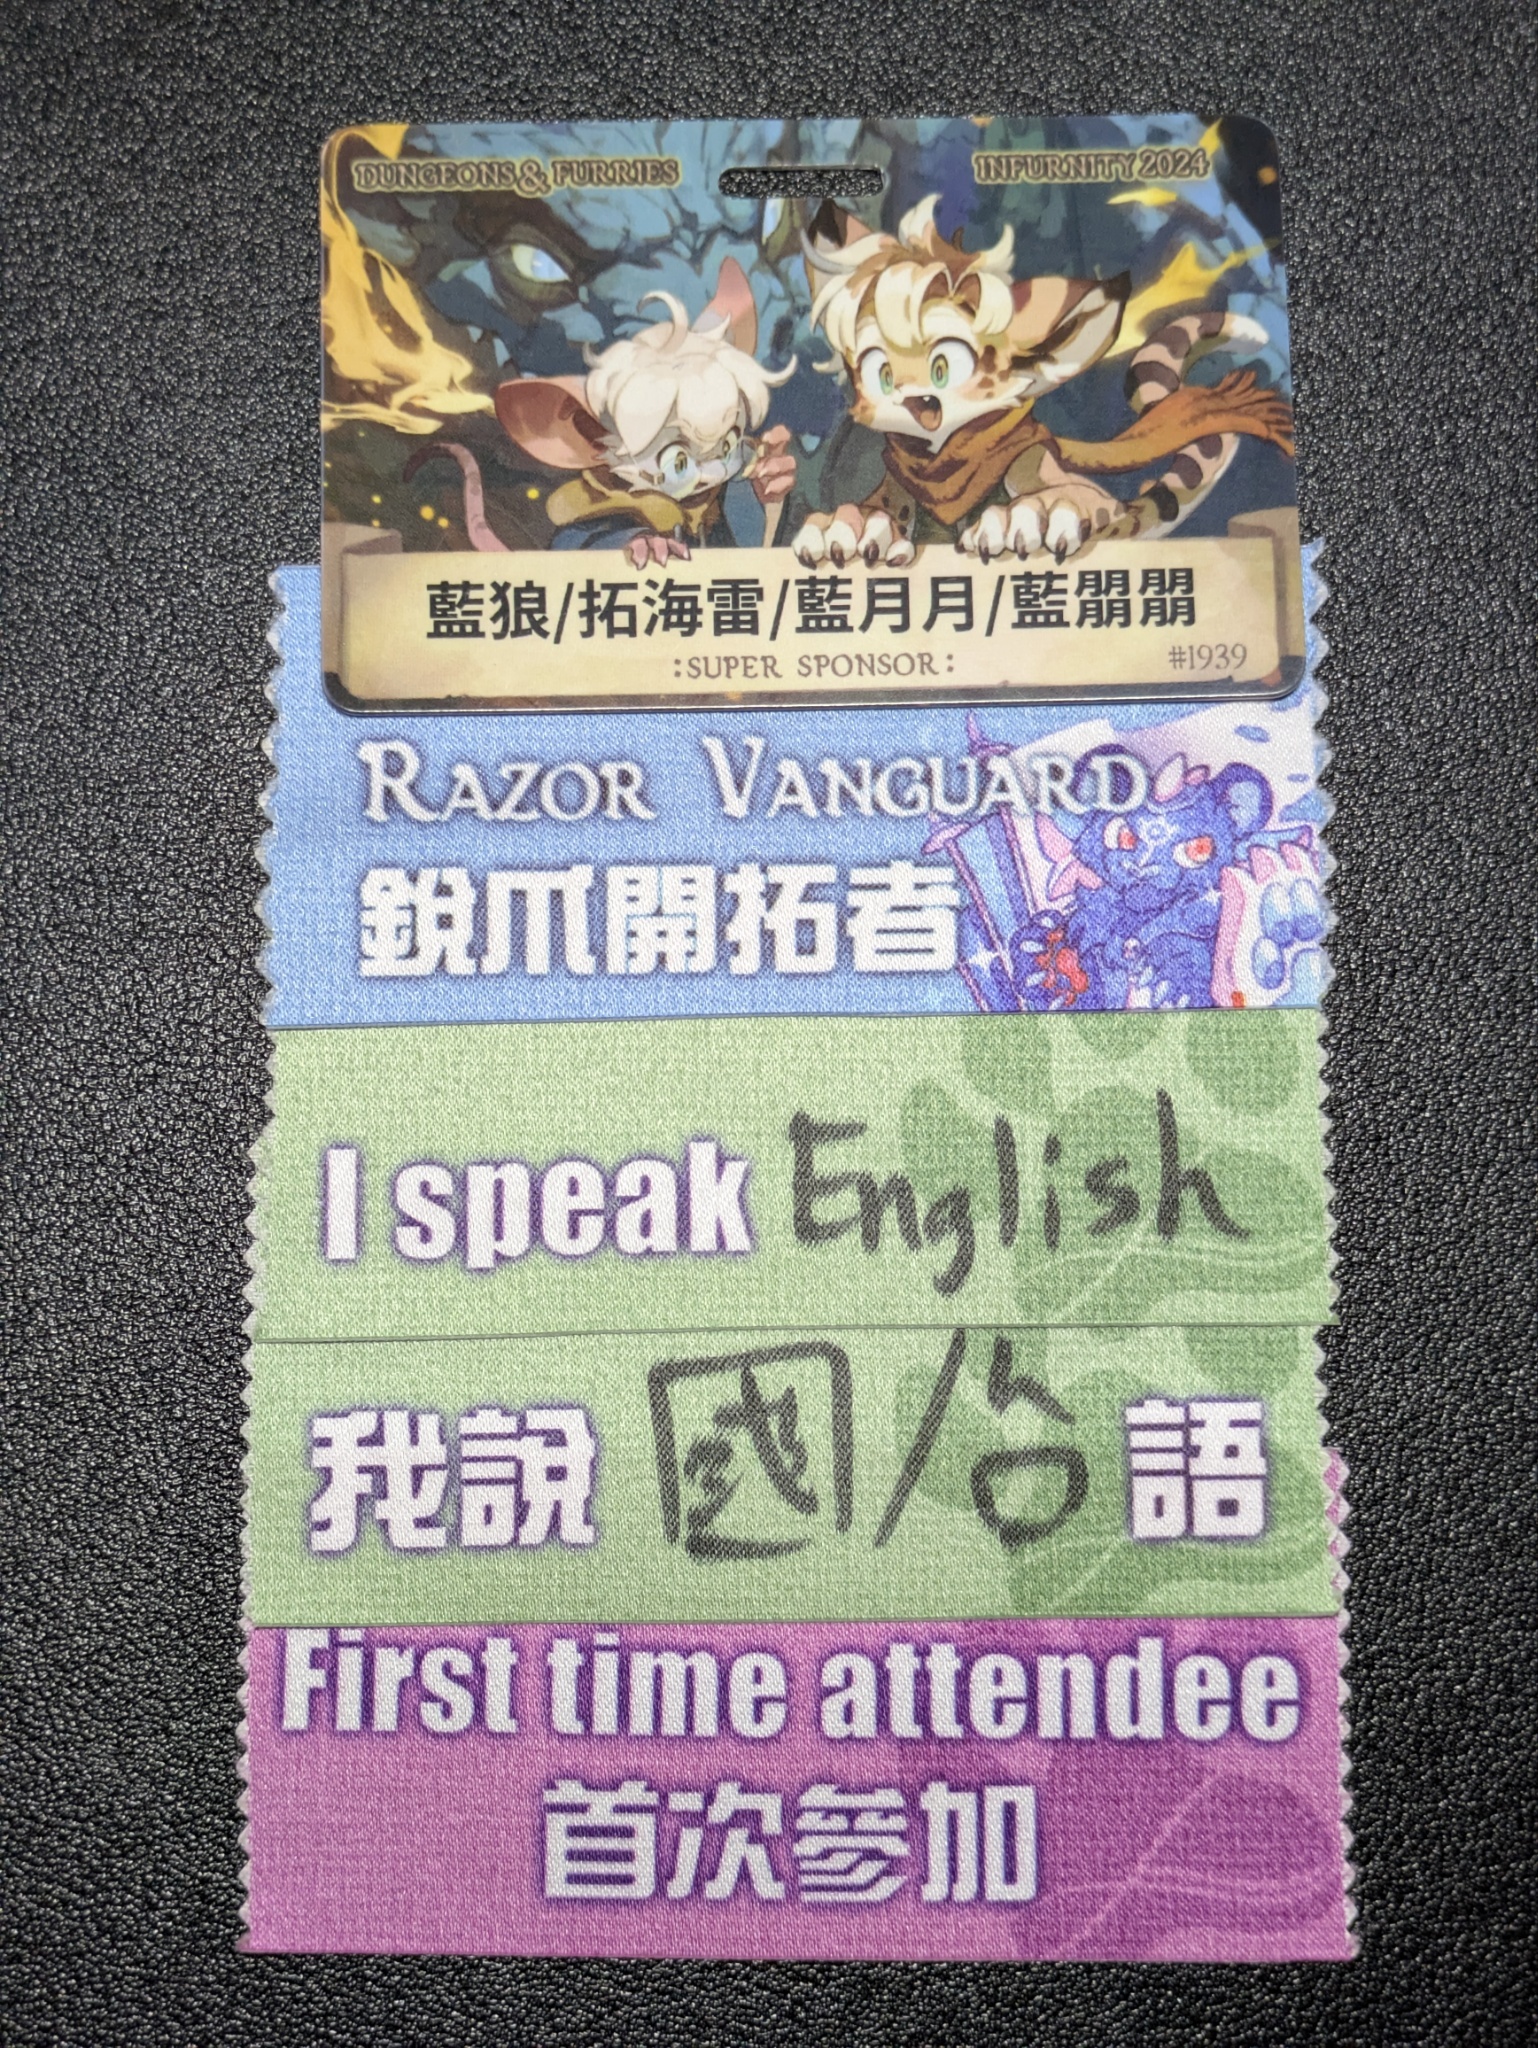 DUNGEONS & FURRIES
INFURNITY 2024
藍狼/拓海雷/藍月月/藍朤朤
:SUPER SPONSOR:
#1939
RAZOR VANGUARD
銳爪開拓者
I speak English
我說 國/台 語
First time attendee
首次參加